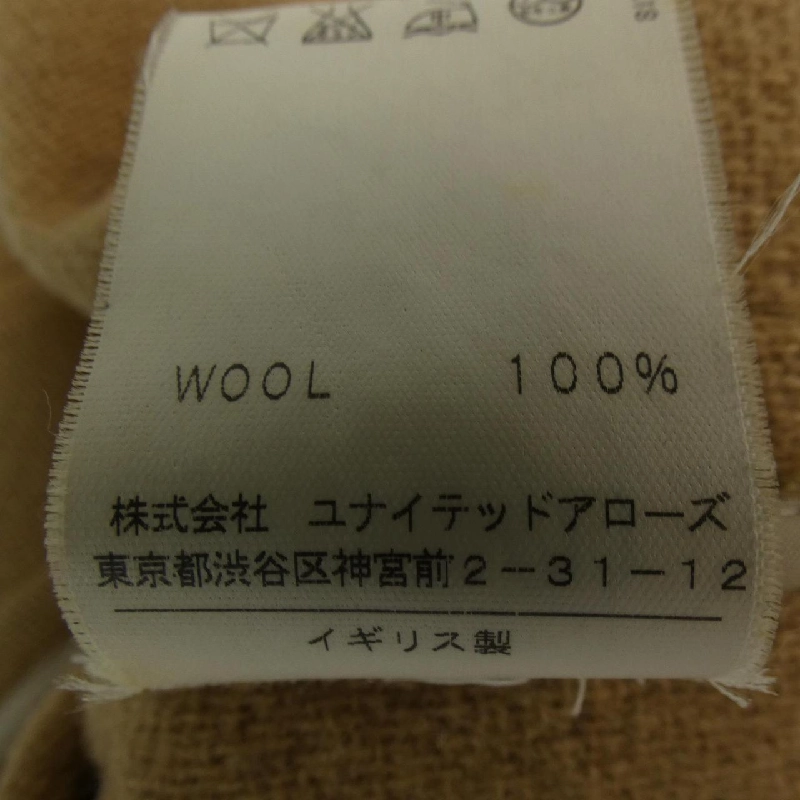 WOOL 100%
株式会社 ユナイテッドアローズ
東京都渋谷区神宮前2-31-12
イギリス製